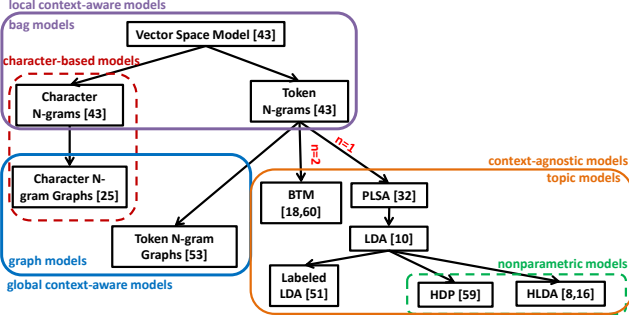 local context-aware models
bag models
Vector Space Model [43]
character-based models
Character
N-grams [43]
Token
N-grams [43]
n=2
n=1
context-agnostic models
topic models
Character N-
gram Graphs [25]
BTM
[18,60]
PLSA [32]
Token N-gram
Graphs [53]
LDA [10]
graph models
global context-aware models
nonparametric models
Labeled
LDA [51]
HDP [59]
HLDA [8,16]